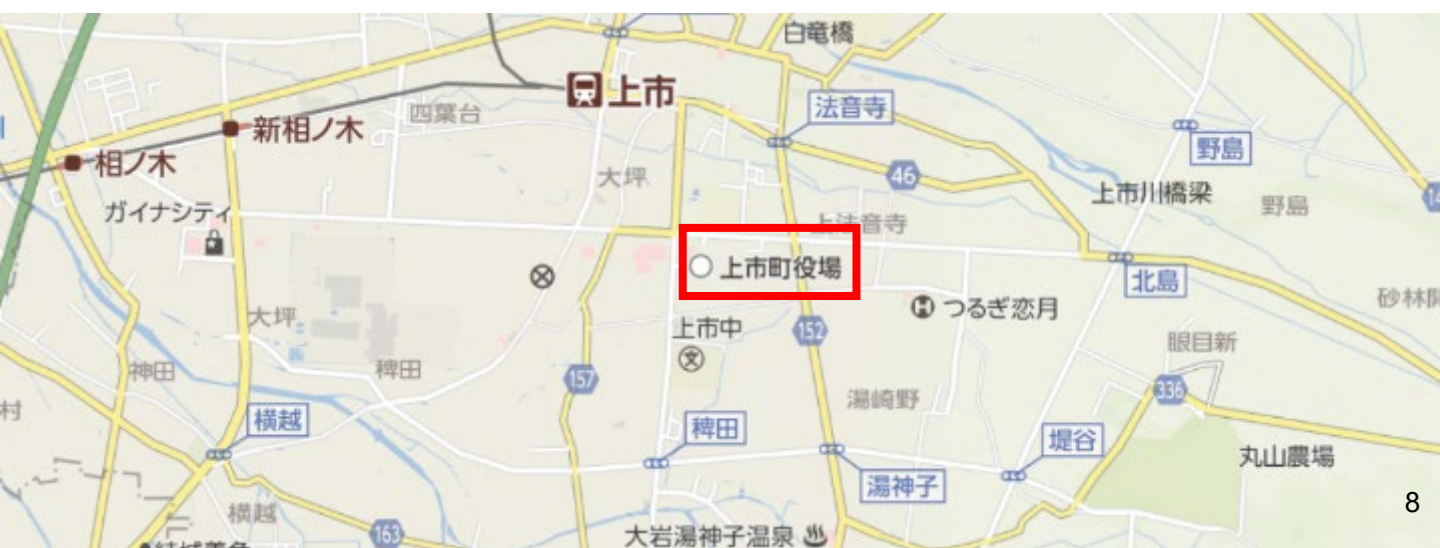 白竜橋
上市
四葉台
法音寺
新相ノ木
野島
相ノ木
大坪
46
上市川橋梁
野島
ガイナシティ
上法音寺
上市町役場
北島
つるぎ恋月
砂林
大坪
上市中
152
眼目新
神田
稗田
157
336
湯崎野
村
横越
稗田
堤谷
丸山農場
湯神子
8
横越
163
大岩湯神子温泉